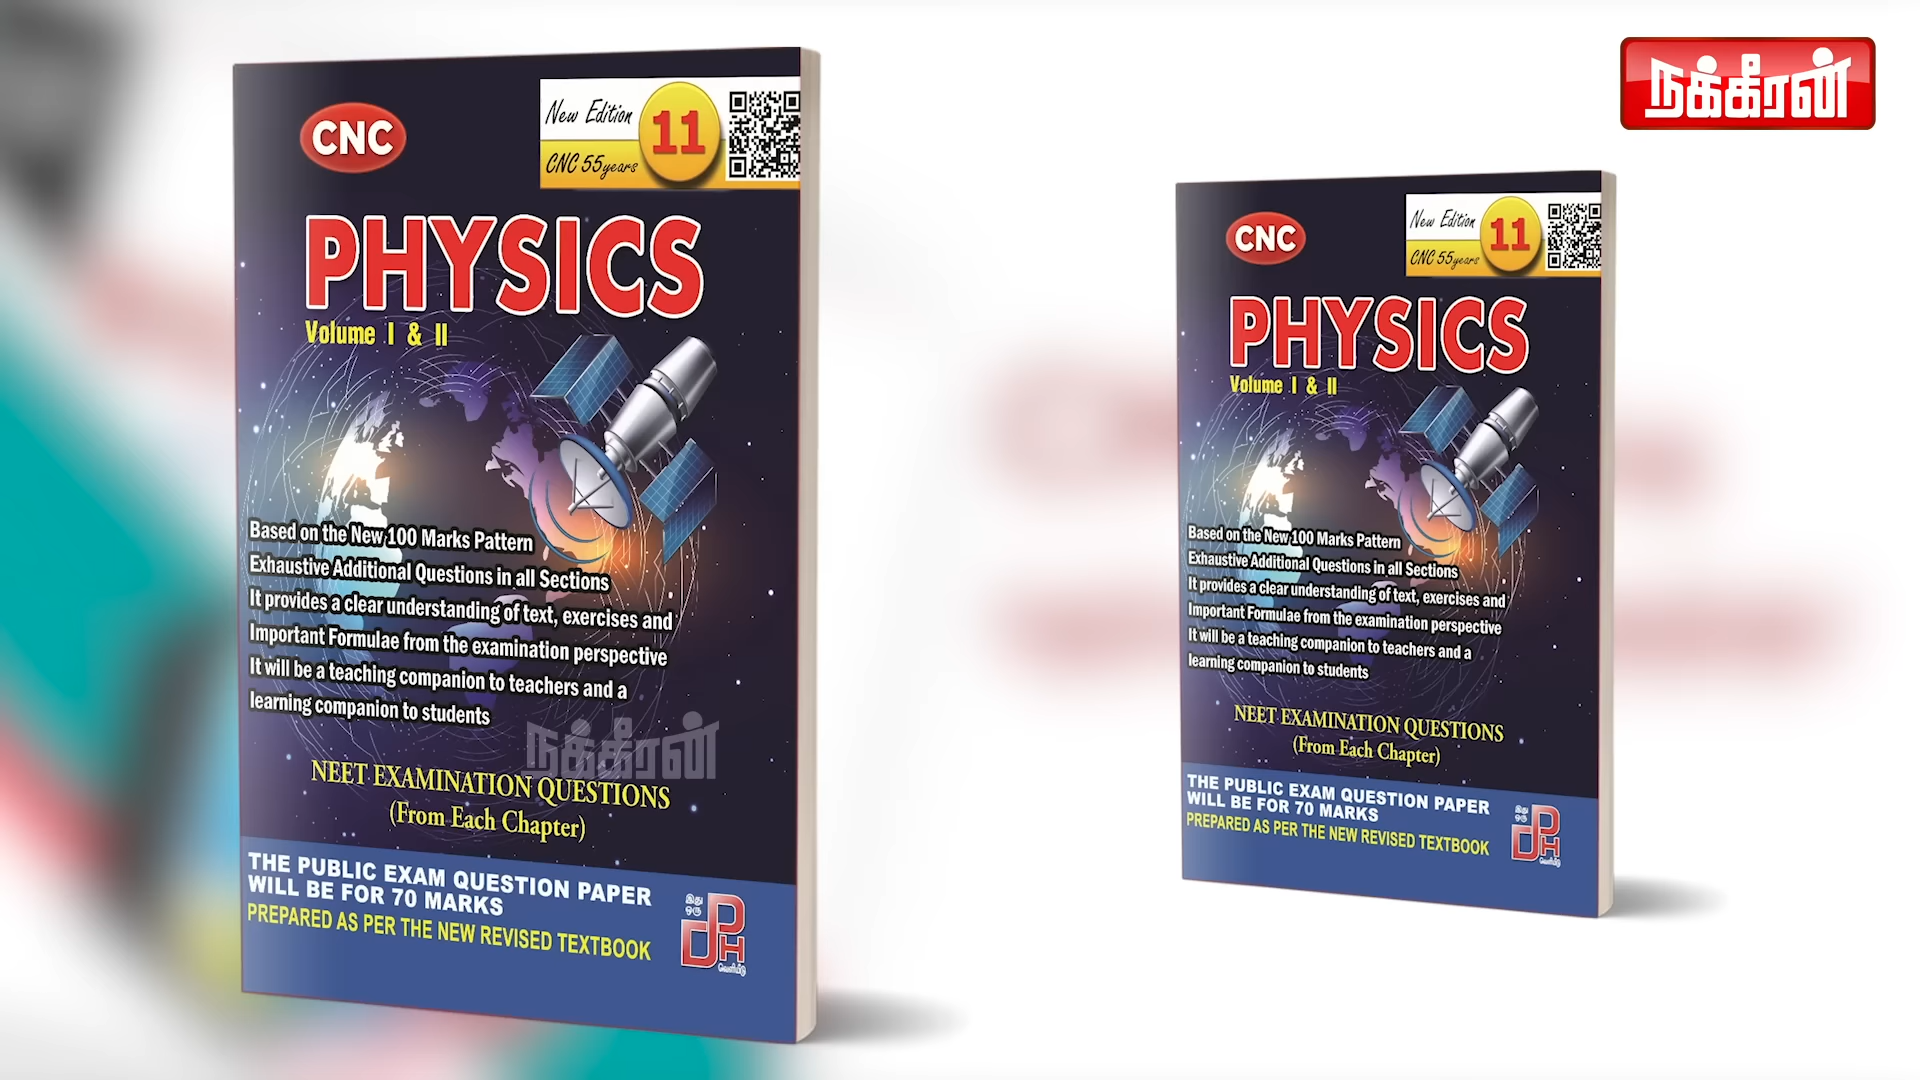 CNC
New Edition
CNC 55years
11
PHYSICS
Volume I & II
Based on the New 100 Marks Pattern
Exhaustive Additional Questions in all Sections
It provides a clear understanding of text, exercises and
Important Formulae from the examination perspective
It will be a teaching companion to teachers and a
learning companion to students
நக்கீரன்
NEET EXAMINATION QUESTIONS
(From Each Chapter)
THE PUBLIC EXAM QUESTION PAPER
WILL BE FOR 70 MARKS
PREPARED AS PER THE NEW REVISED TEXTBOOK
இது
ஒரு
DPH
வெளியீடு
நக்கீரன்
CNC
New Edition
CNC 55years
11
PHYSICS
Volume I & II
Based on the New 100 Marks Pattern
Exhaustive Additional Questions in all Sections
It provides a clear understanding of text, exercises and
Important Formulae from the examination perspective
It will be a teaching companion to teachers and a
learning companion to students
NEET EXAMINATION QUESTIONS
(From Each Chapter)
THE PUBLIC EXAM QUESTION PAPER
WILL BE FOR 70 MARKS
PREPARED AS PER THE NEW REVISED TEXTBOOK
இது
ஒரு
DPH
வெளியீடு